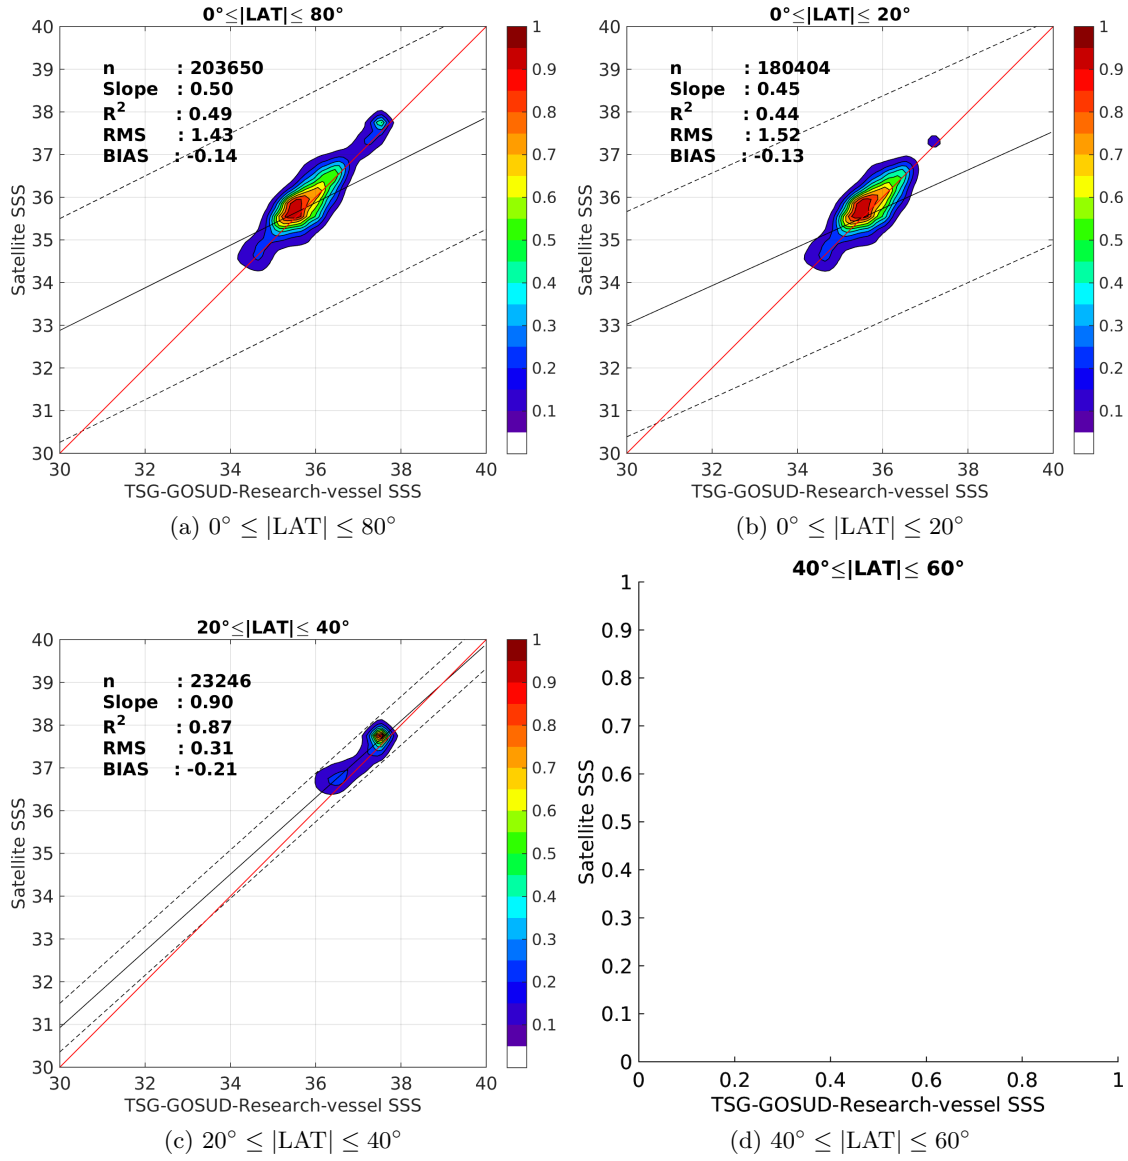 0°≤|LAT|≤ 80°
n : 203650
Slope : 0.50
R² : 0.49
RMS : 1.43
BIAS : -0.14
40
39
38
37
36
35
34
33
32
31
30
30 32 34 36 38 40
Satellite SSS
TSG-GOSUD-Research-vessel SSS
1
0.9
0.8
0.7
0.6
0.5
0.4
0.3
0.2
0.1
(a) 0° ≤ |LAT| ≤ 80°
0°≤|LAT|≤ 20°
n : 180404
Slope : 0.45
R² : 0.44
RMS : 1.52
BIAS : -0.13
40
39
38
37
36
35
34
33
32
31
30
30 32 34 36 38 40
Satellite SSS
TSG-GOSUD-Research-vessel SSS
1
0.9
0.8
0.7
0.6
0.5
0.4
0.3
0.2
0.1
(b) 0° ≤ |LAT| ≤ 20°
20°≤|LAT|≤ 40°
n : 23246
Slope : 0.90
R² : 0.87
RMS : 0.31
BIAS : -0.21
40
39
38
37
36
35
34
33
32
31
30
30 32 34 36 38 40
Satellite SSS
TSG-GOSUD-Research-vessel SSS
1
0.9
0.8
0.7
0.6
0.5
0.4
0.3
0.2
0.1
(c) 20° ≤ |LAT| ≤ 40°
40°≤|LAT|≤ 60°
1
0.9
0.8
0.7
0.6
0.5
0.4
0.3
0.2
0.1
0
0 0.2 0.4 0.6 0.8 1
Satellite SSS
TSG-GOSUD-Research-vessel SSS
(d) 40° ≤ |LAT| ≤ 60°